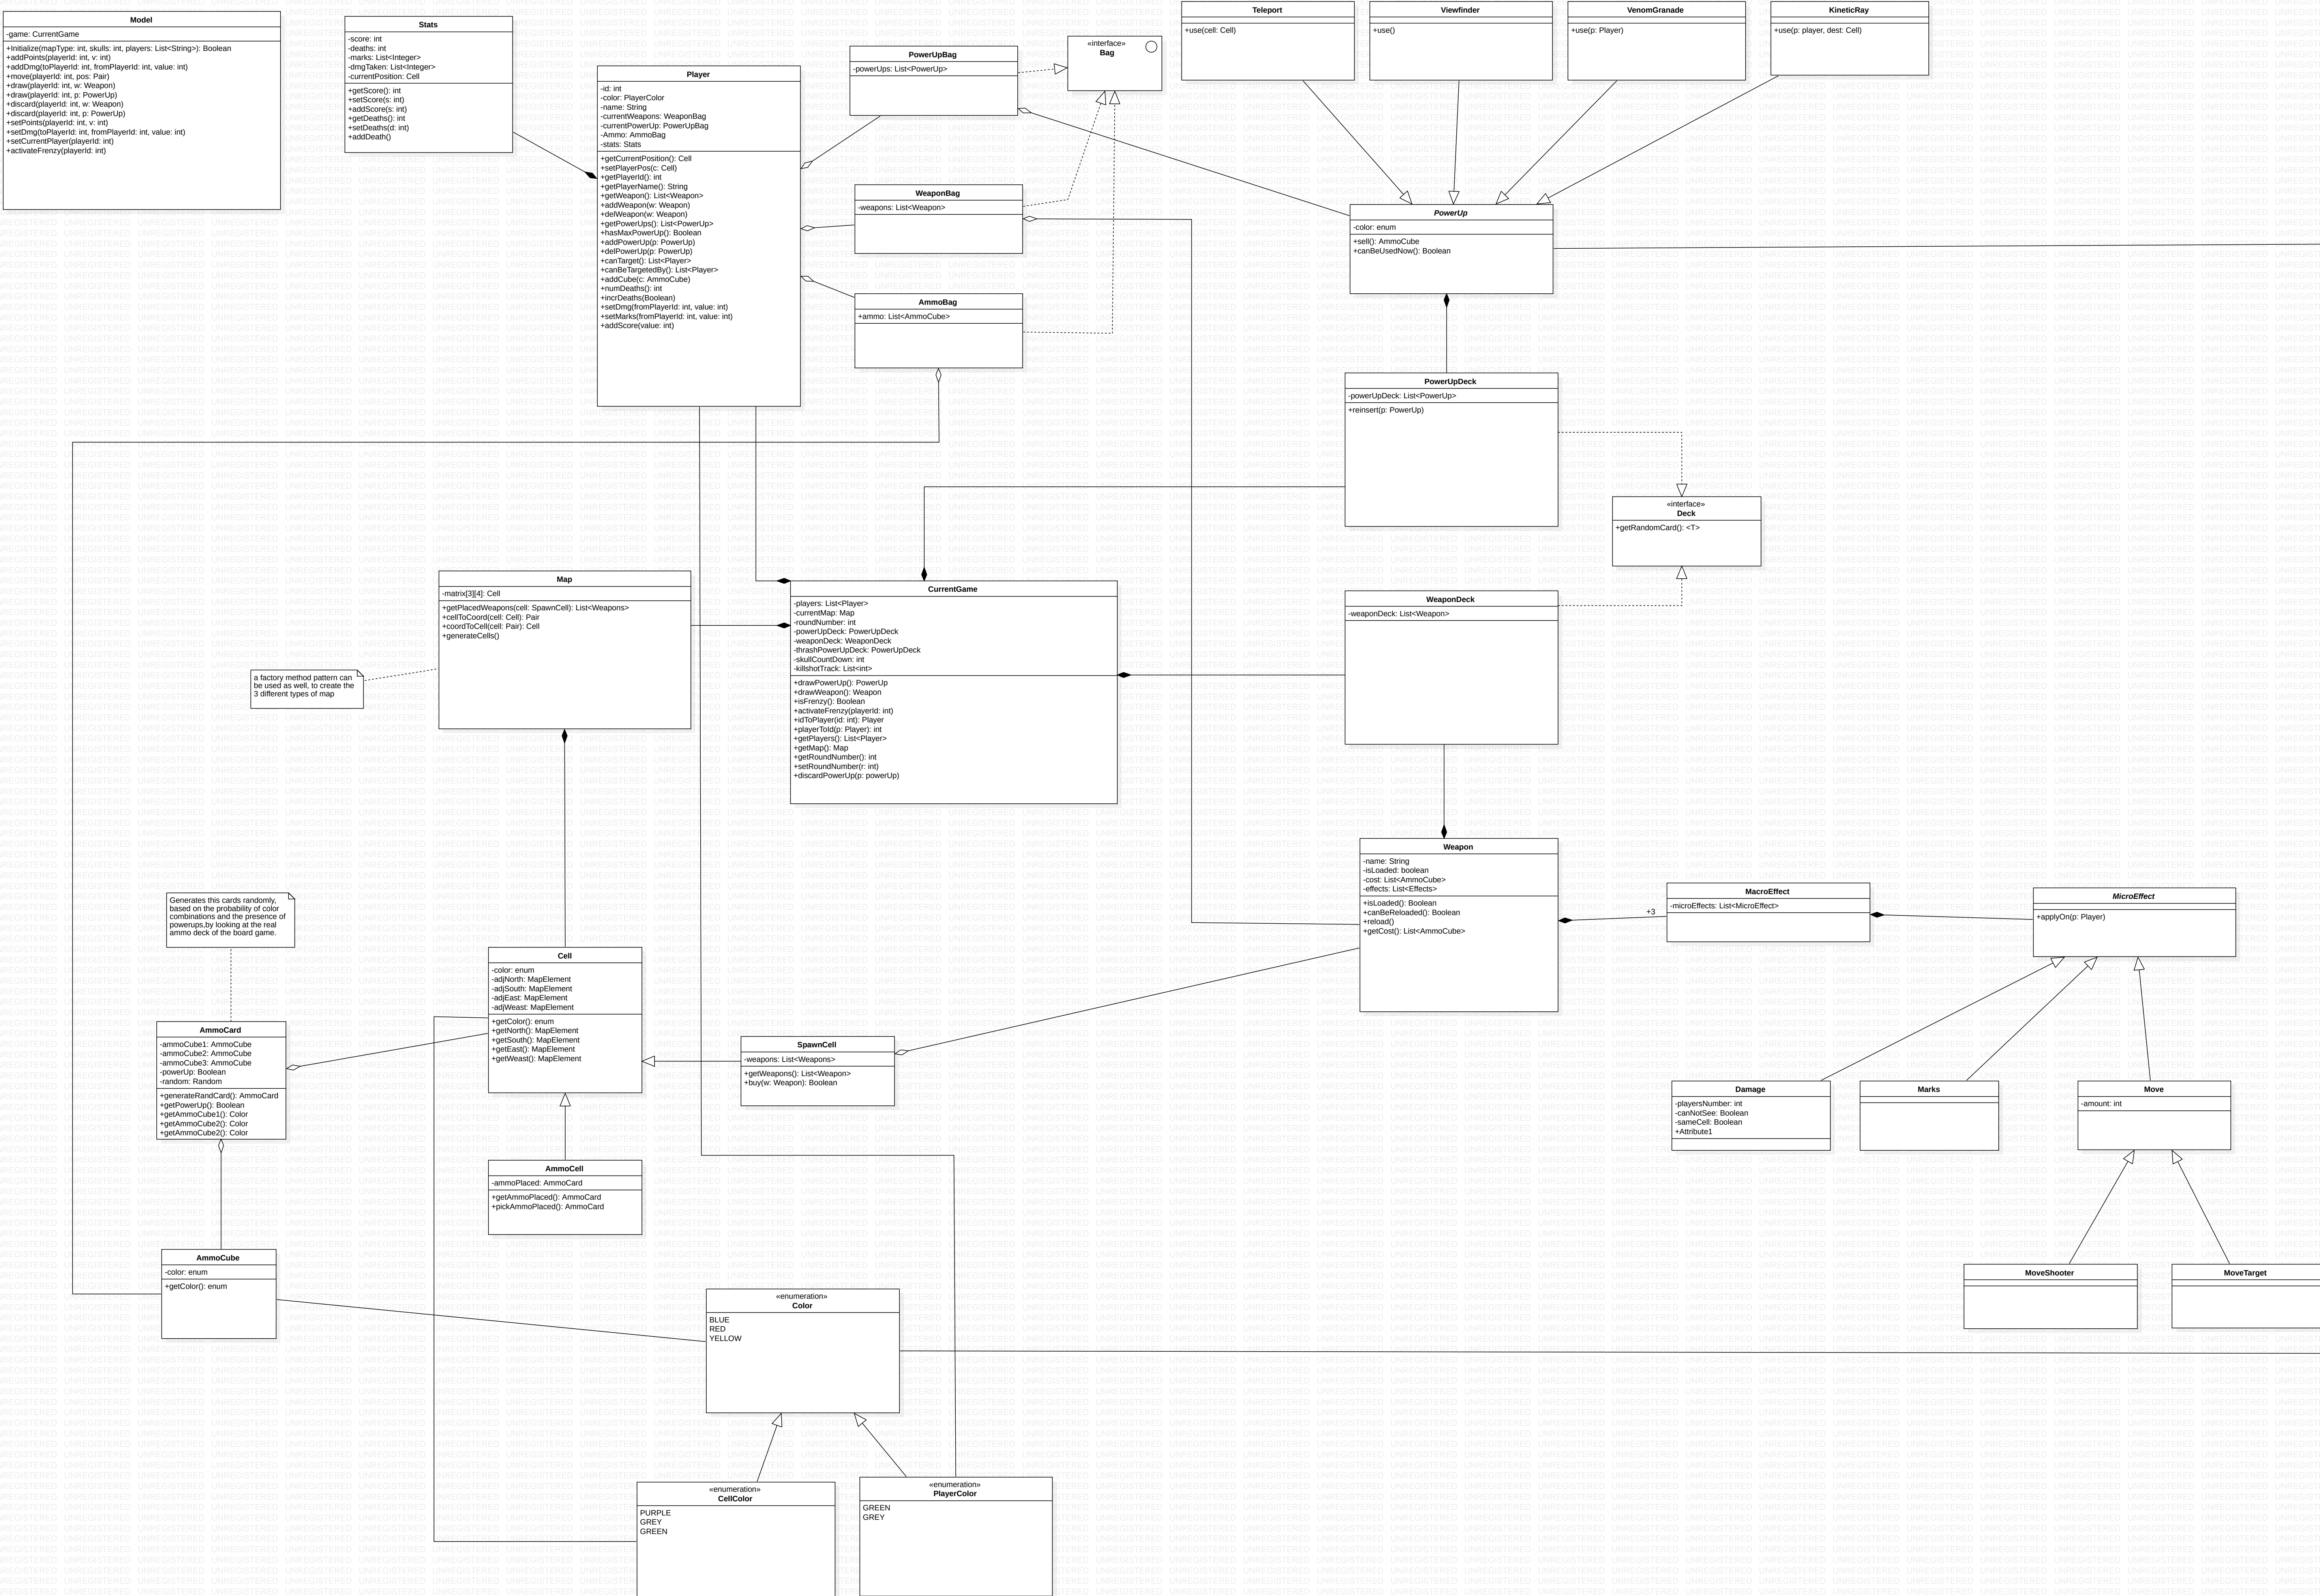 Model
-game: CurrentGame
+Initialize(mapType: int, skulls: int, players: List<String>): Boolean
+addPoints(playerId: int, v: int)
+addDmg(toPlayerId: int, fromPlayerId: int, value: int)
+move(playerId: int, pos: Pair)
+draw(playerId: int, w: Weapon)
+draw(playerId: int, p: PowerUp)
+discard(playerId: int, w: Weapon)
+discard(playerId: int, p: PowerUp)
+setPoints(playerId: int, v: int)
+setDmg(toPlayerId: int, fromPlayerId: int, value: int)
+setCurrentPlayer(playerId: int)
+activateFrenzy(playerId: int)
Stats
-score: int
-deaths: int
-marks: List<Integer>
-dmgTaken: List<Integer>
-currentPosition: Cell
+getScore(): int
+setScore(s: int)
+addScore(s: int)
+getDeaths(): int
+setDeaths(d: int)
+addDeath()
Player
-id: int
-color: PlayerColor
-name: String
-currentWeapons: WeaponBag
-currentPowerUp: PowerUpBag
-Ammo: AmmoBag
-stats: Stats
+getCurrentPosition(): Cell
+setPlayerPos(c: Cell)
+getPlayerId(): int
+getPlayerName(): String
+getWeapon(): List<Weapon>
+addWeapon(w: Weapon)
+delWeapon(w: Weapon)
+getPowerUps(): List<PowerUp>
+hasMaxPowerUp(): Boolean
+addPowerUp(p: PowerUp)
+delPowerUp(p: PowerUp)
+canTarget(): List<Player>
+canBeTargetedBy(): List<Player>
+addCube(c: AmmoCube)
+numDeaths(): int
+incrDeaths(Boolean)
+setDmg(fromPlayerId: int, value: int)
+setMarks(fromPlayerId: int, value: int)
+addScore(value: int)
PowerUpBag
-powerUps: List<PowerUp>
«interface»
Bag
WeaponBag
-weapons: List<Weapon>
AmmoBag
+ammo: List<AmmoCube>
Teleport
+use(cell: Cell)
Viewfinder
+use()
VenomGranade
+use(p: Player)
KineticRay
+use(p: player, dest: Cell)
PowerUp
-color: enum
+sell(): AmmoCube
+canBeUsedNow(): Boolean
PowerUpDeck
-powerUpDeck: List<PowerUp>
+reinsert(p: PowerUp)
«interface»
Deck
+getRandomCard(): <T>
Map
-matrix[3][4]: Cell
+getPlacedWeapons(cell: SpawnCell): List<Weapons>
+cellToCoord(cell: Cell): Pair
+coordToCell(cell: Pair): Cell
+generateCells()
a factory method pattern can
be used as well, to create the
3 different types of map
CurrentGame
-players: List<Player>
-currentMap: Map
-roundNumber: int
-powerUpDeck: PowerUpDeck
-weaponDeck: WeaponDeck
-thrashPowerUpDeck: PowerUpDeck
-skullCountDown: int
-killshotTrack: List<int>
+drawPowerUp(): PowerUp
+drawWeapon(): Weapon
+isFrenzy(): Boolean
+activateFrenzy(playerId: int)
+idToPlayer(id: int): Player
+playerToId(p: Player): int
+getPlayers(): List<Player>
+getMap(): Map
+getRoundNumber(): int
+setRoundNumber(r: int)
+discardPowerUp(p: powerUp)
WeaponDeck
-weaponDeck: List<Weapon>
Weapon
-name: String
-isLoaded: boolean
-cost: List<AmmoCube>
-effects: List<Effects>
+isLoaded(): Boolean
+canBeReloaded(): Boolean
+reload()
+getCost(): List<AmmoCube>
+3
MacroEffect
-microEffects: List<MicroEffect>
MicroEffect
+applyOn(p: Player)
Generates this cards randomly,
based on the probability of color
combinations and the presence of
powerups,by looking at the real
ammo deck of the board game.
Cell
-color: enum
-adjNorth: MapElement
-adjSouth: MapElement
-adjEast: MapElement
-adjWeast: MapElement
+getColor(): enum
+getNorth(): MapElement
+getSouth(): MapElement
+getEast(): MapElement
+getWeast(): MapElement
AmmoCard
-ammoCube1: AmmoCube
-ammoCube2: AmmoCube
-ammoCube3: AmmoCube
-powerUp: Boolean
-random: Random
+generateRandCard(): AmmoCard
+getPowerUp(): Boolean
+getAmmoCube1(): Color
+getAmmoCube2(): Color
+getAmmoCube2(): Color
SpawnCell
-weapons: List<Weapons>
+getWeapons(): List<Weapon>
+buy(w: Weapon): Boolean
AmmoCell
-ammoPlaced: AmmoCard
+getAmmoPlaced(): AmmoCard
+pickAmmoPlaced(): AmmoCard
Damage
-playersNumber: int
-canNotSee: Boolean
-sameCell: Boolean
+Attribute1
Marks
Move
-amount: int
MoveShooter
MoveTarget
AmmoCube
-color: enum
+getColor(): enum
«enumeration»
Color
BLUE
RED
YELLOW
«enumeration»
CellColor
PURPLE
GREY
GREEN
«enumeration»
PlayerColor
GREEN
GREY